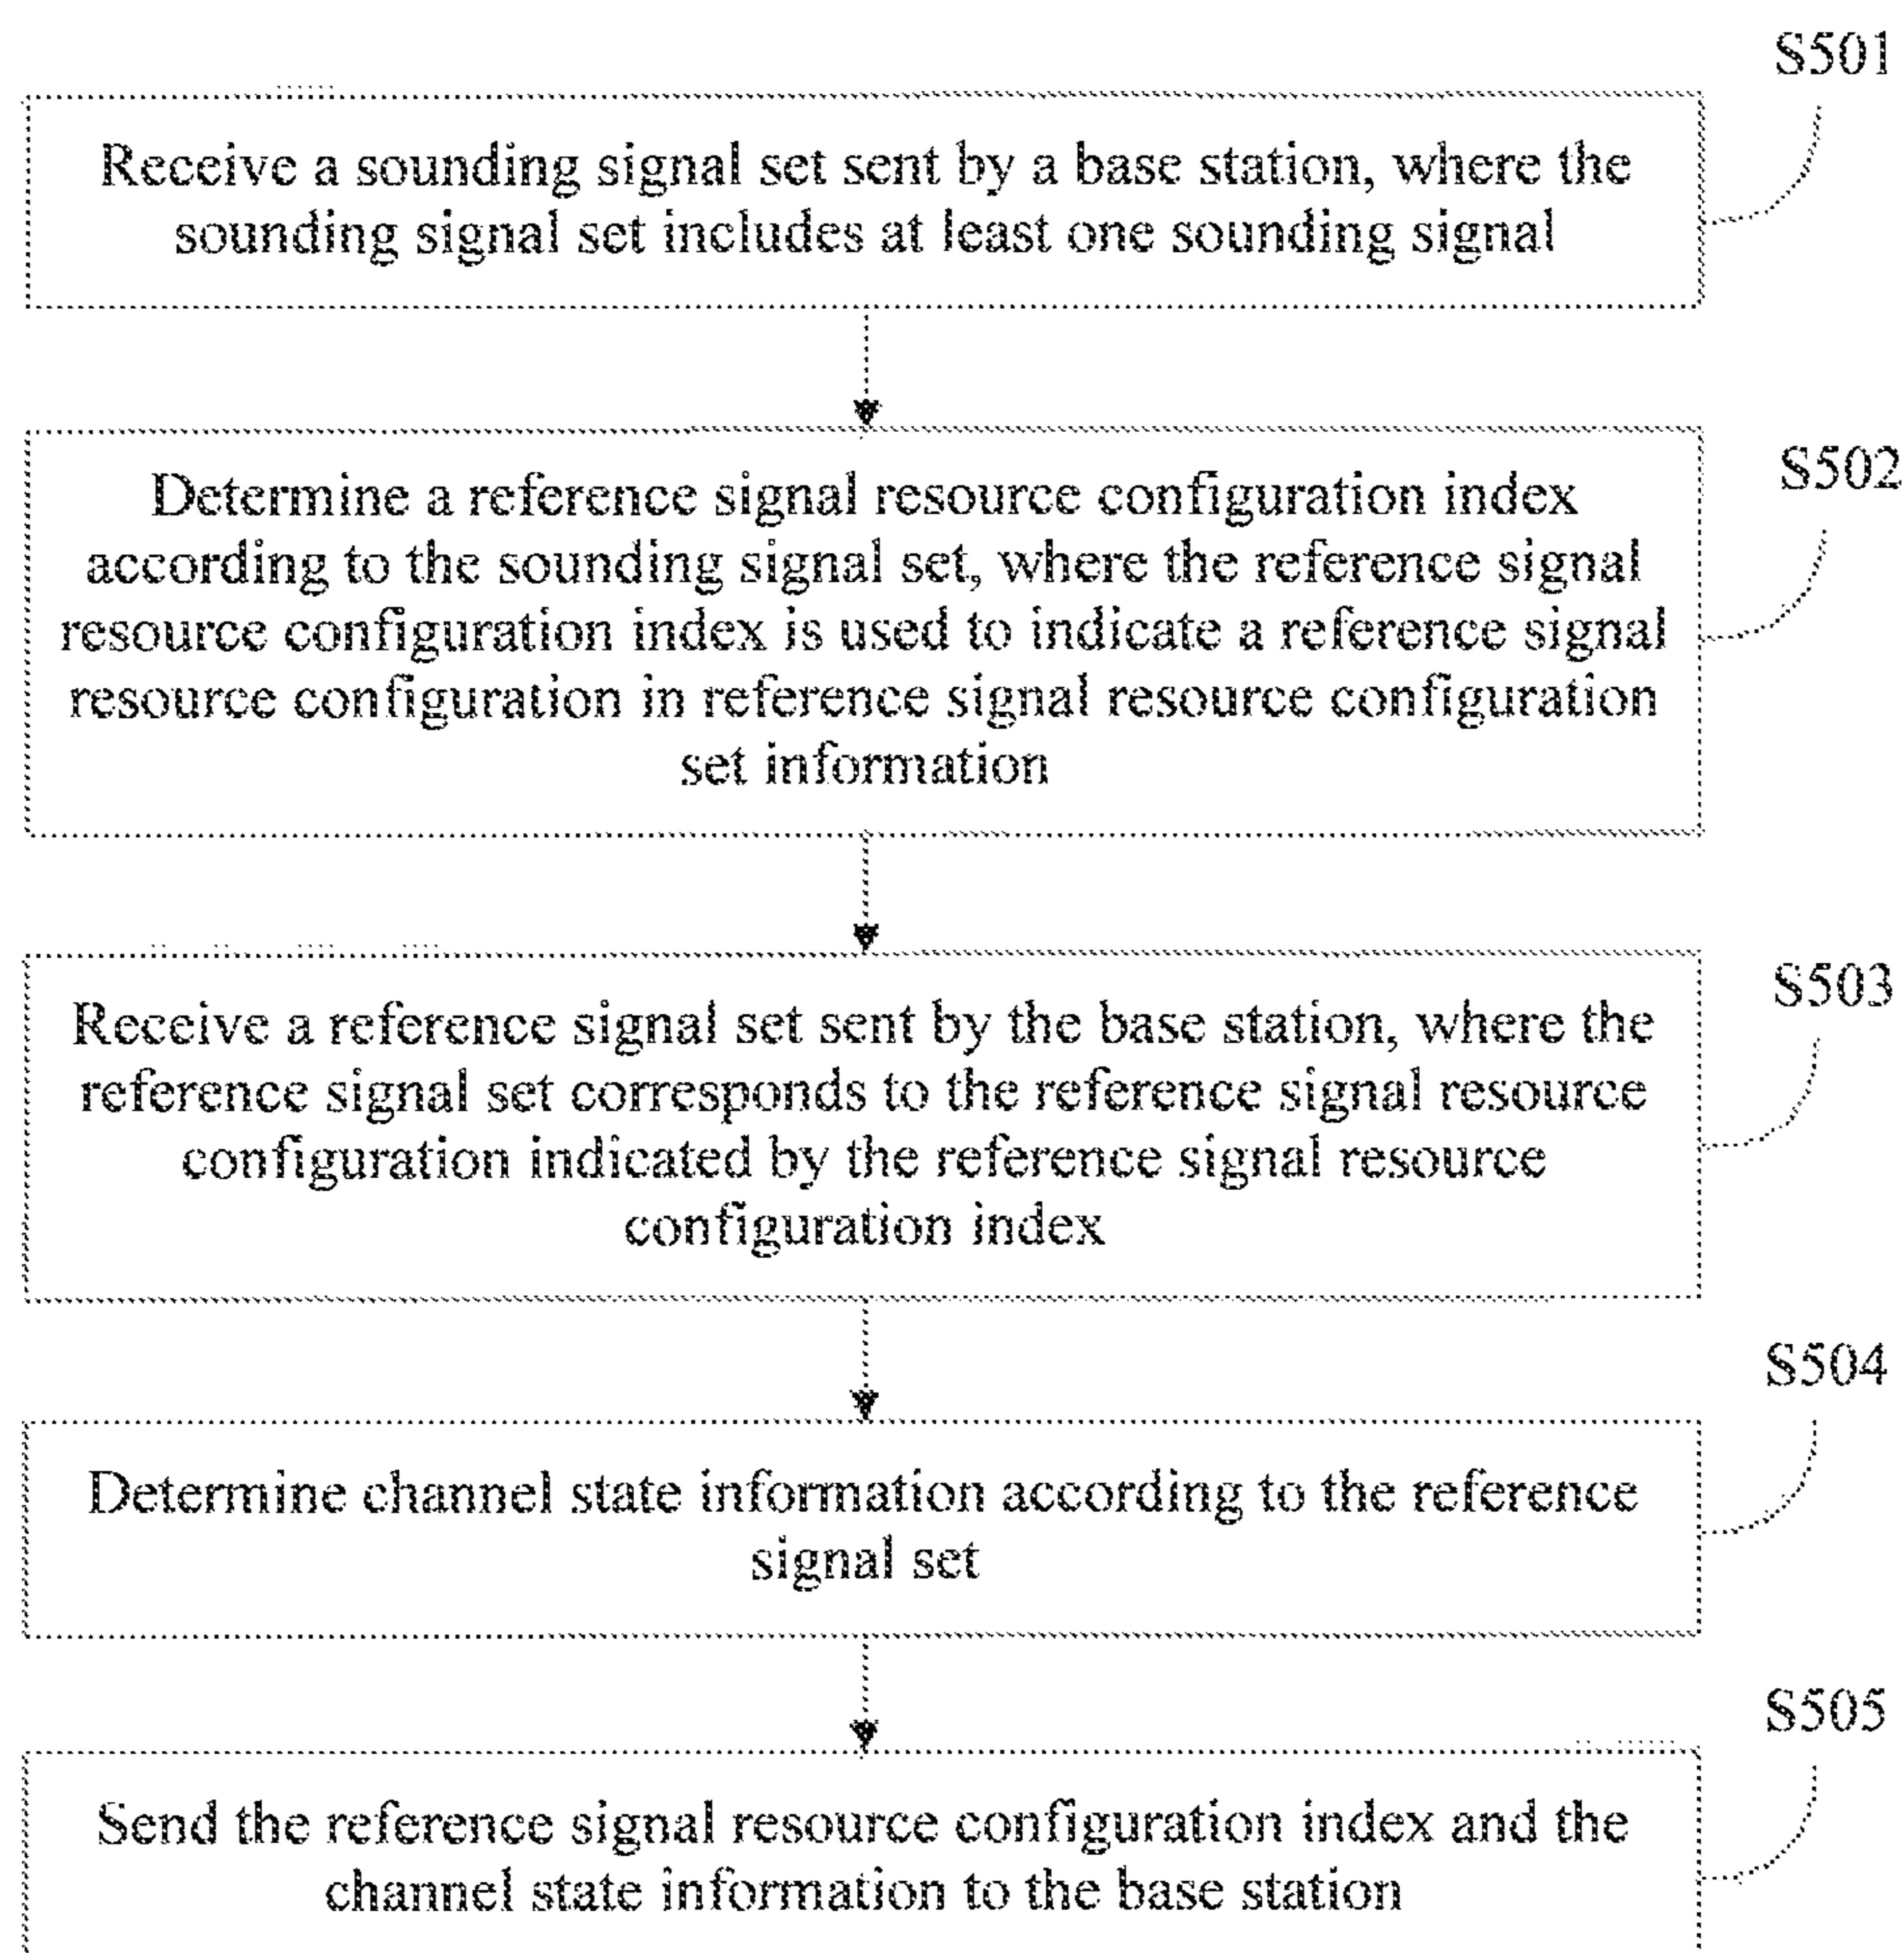 S501
Receive a sounding signal set sent by a base station, where the
sounding signal set includes at least one sounding signal
S502
Determine a reference signal resource configuration index
according to the sounding signal set, where the reference signal
resource configuration index is used to indicate a reference signal
resource configuration in reference signal resource configuration
set information
S503
Receive a reference signal set sent by the base station, where the
reference signal set corresponds to the reference signal resource
configuration indicated by the reference signal resource
configuration index
S504
Determine channel state information according to the reference
signal set
S505
Send the reference signal resource configuration index and the
channel state information to the base station